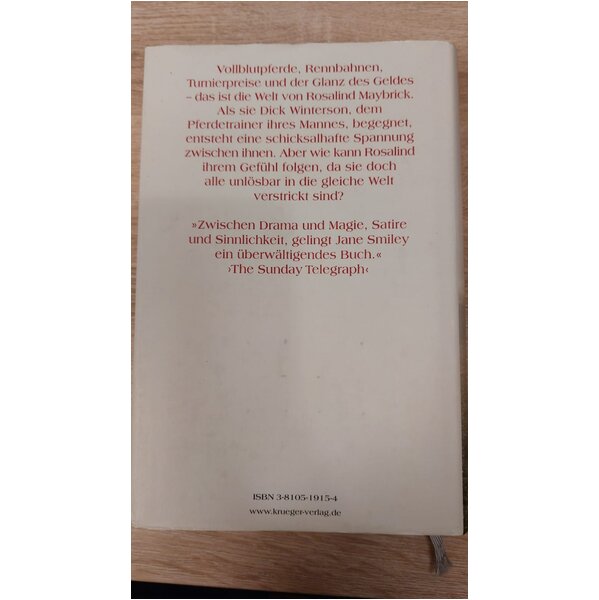 Vollblutpferde, Rennbahnen,
Turnierpreise und der Glanz des Geldes
– das ist die Welt von Rosalind Maybrick.
Als sie Dick Winterson, dem
Pferdetrainer ihres Mannes, begegnet,
entsteht eine schicksalhafte Spannung
zwischen ihnen. Aber wie kann Rosalind
ihrem Gefühl folgen, da sie doch
alle unlösbar in die gleiche Welt
verstrickt sind?
»Zwischen Drama und Magie, Satire
und Sinnlichkeit, gelingt Jane Smiley
ein überwältigendes Buch.«
›The Sunday Telegraph‹
ISBN 3-8105-1915-4
www.krueger-verlag.de